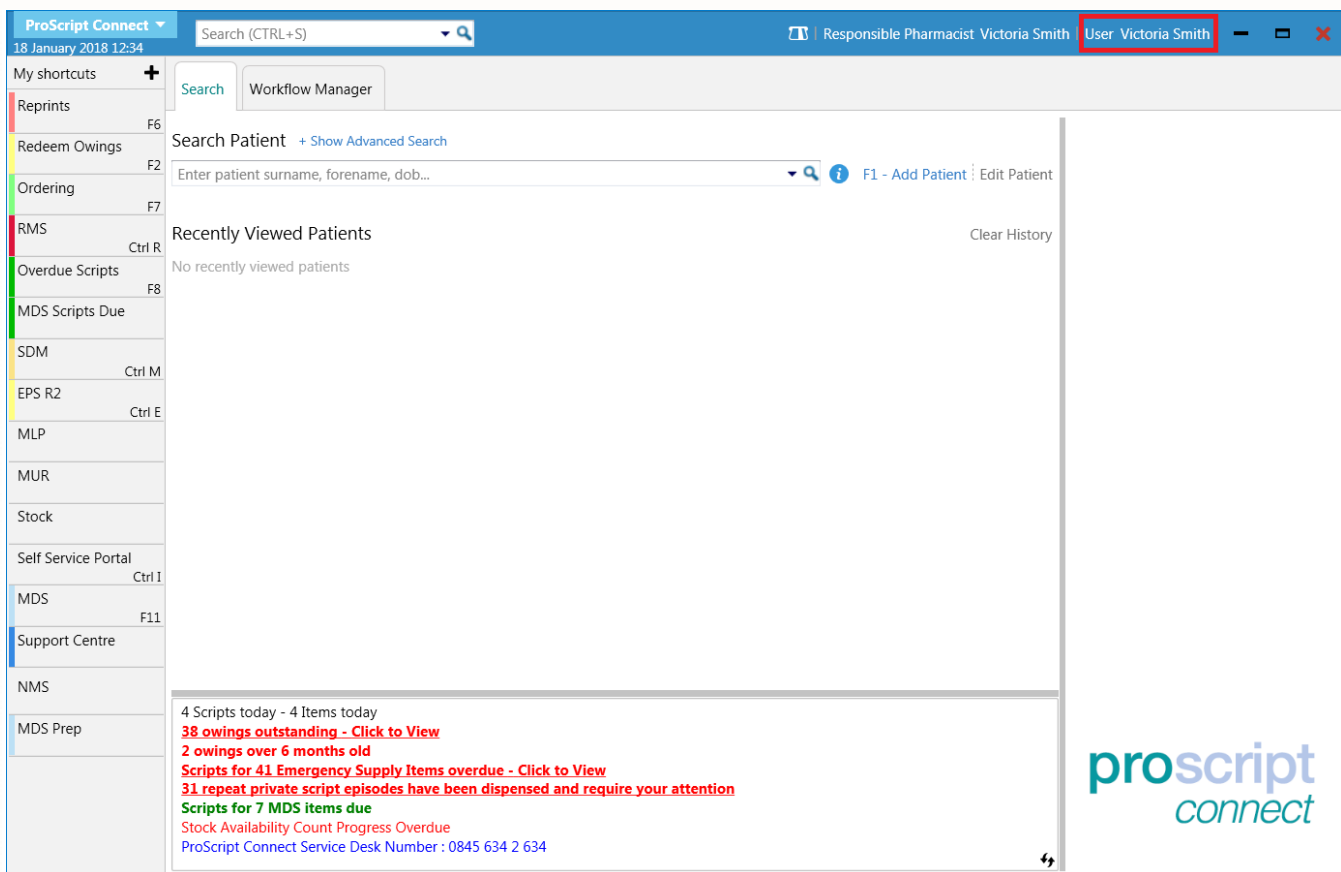 ProScript Connect
18 January 2018 12:34
Search (CTRL+S)
Responsible Pharmacist Victoria Smith
User Victoria Smith
My shortcuts
Reprints
F6
Redeem Owings
F2
Ordering
F7
RMS
Ctrl R
Overdue Scripts
F8
MDS Scripts Due
SDM
Ctrl M
EPS R2
Ctrl E
MLP
MUR
Stock
Self Service Portal
Ctrl I
MDS
F11
Support Centre
NMS
MDS Prep
Search
Workflow Manager
Search Patient + Show Advanced Search
Enter patient surname, forename, dob...
F1 - Add Patient
Edit Patient
Recently Viewed Patients
Clear History
No recently viewed patients
4 Scripts today - 4 Items today
38 owings outstanding - Click to View
2 owings over 6 months old
Scripts for 41 Emergency Supply Items overdue - Click to View
31 repeat private script episodes have been dispensed and require your attention
Scripts for 7 MDS items due
Stock Availability Count Progress Overdue
ProScript Connect Service Desk Number : 0845 634 2 634
proscript
connect